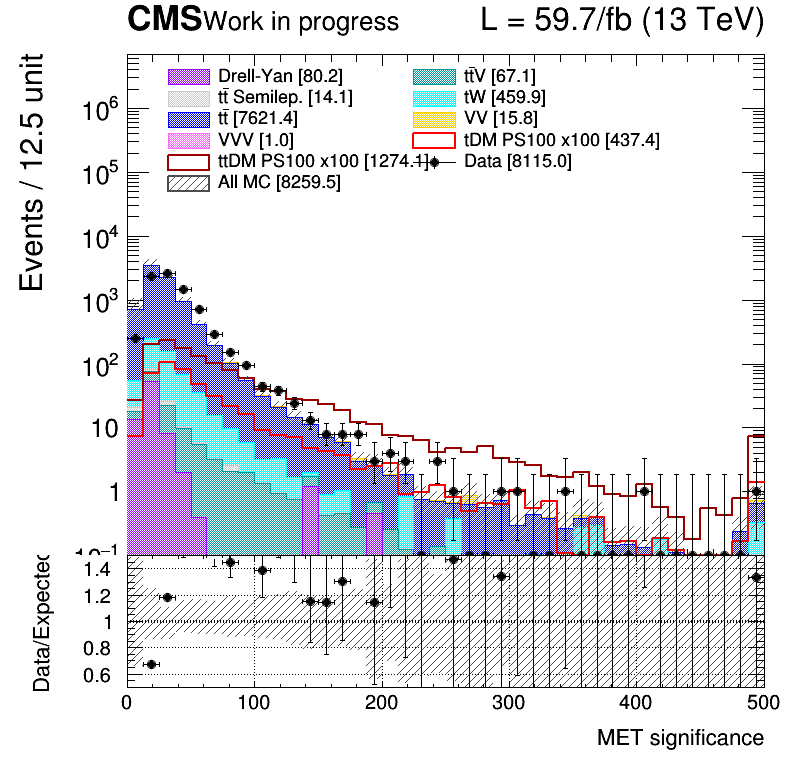 CMS Work in progress L = 59.7/fb (13 TeV)
Events / 12.5 unit
Drell-Yan [80.2] tt̄V [67.1]
tt̄ Semilep. [14.1] tW [459.9]
tt̄ [7621.4] VV [15.8]
VVV [1.0] tDM PS100 x100 [437.4]
ttDM PS100 x100 [1274.1] Data [8115.0]
All MC [8259.5]
10⁶
10⁵
10⁴
10³
10²
10
1
10⁻¹
Data/Expected
1.4
1.2
1
0.8
0.6
0 100 200 300 400 500
MET significance